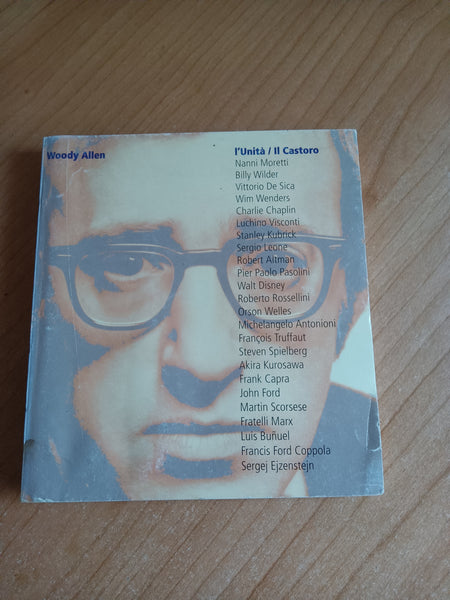 Woody Allen
l'Unità / Il Castoro
Nanni Moretti
Billy Wilder
Vittorio De Sica
Wim Wenders
Charlie Chaplin
Luchino Visconti
Stanley Kubrick
Sergio Leone
Robert Altman
Pier Paolo Pasolini
Walt Disney
Roberto Rossellini
Orson Welles
Michelangelo Antonioni
François Truffaut
Steven Spielberg
Akira Kurosawa
Frank Capra
John Ford
Martin Scorsese
Fratelli Marx
Luis Buñuel
Francis Ford Coppola
Sergej Ejzenstejn